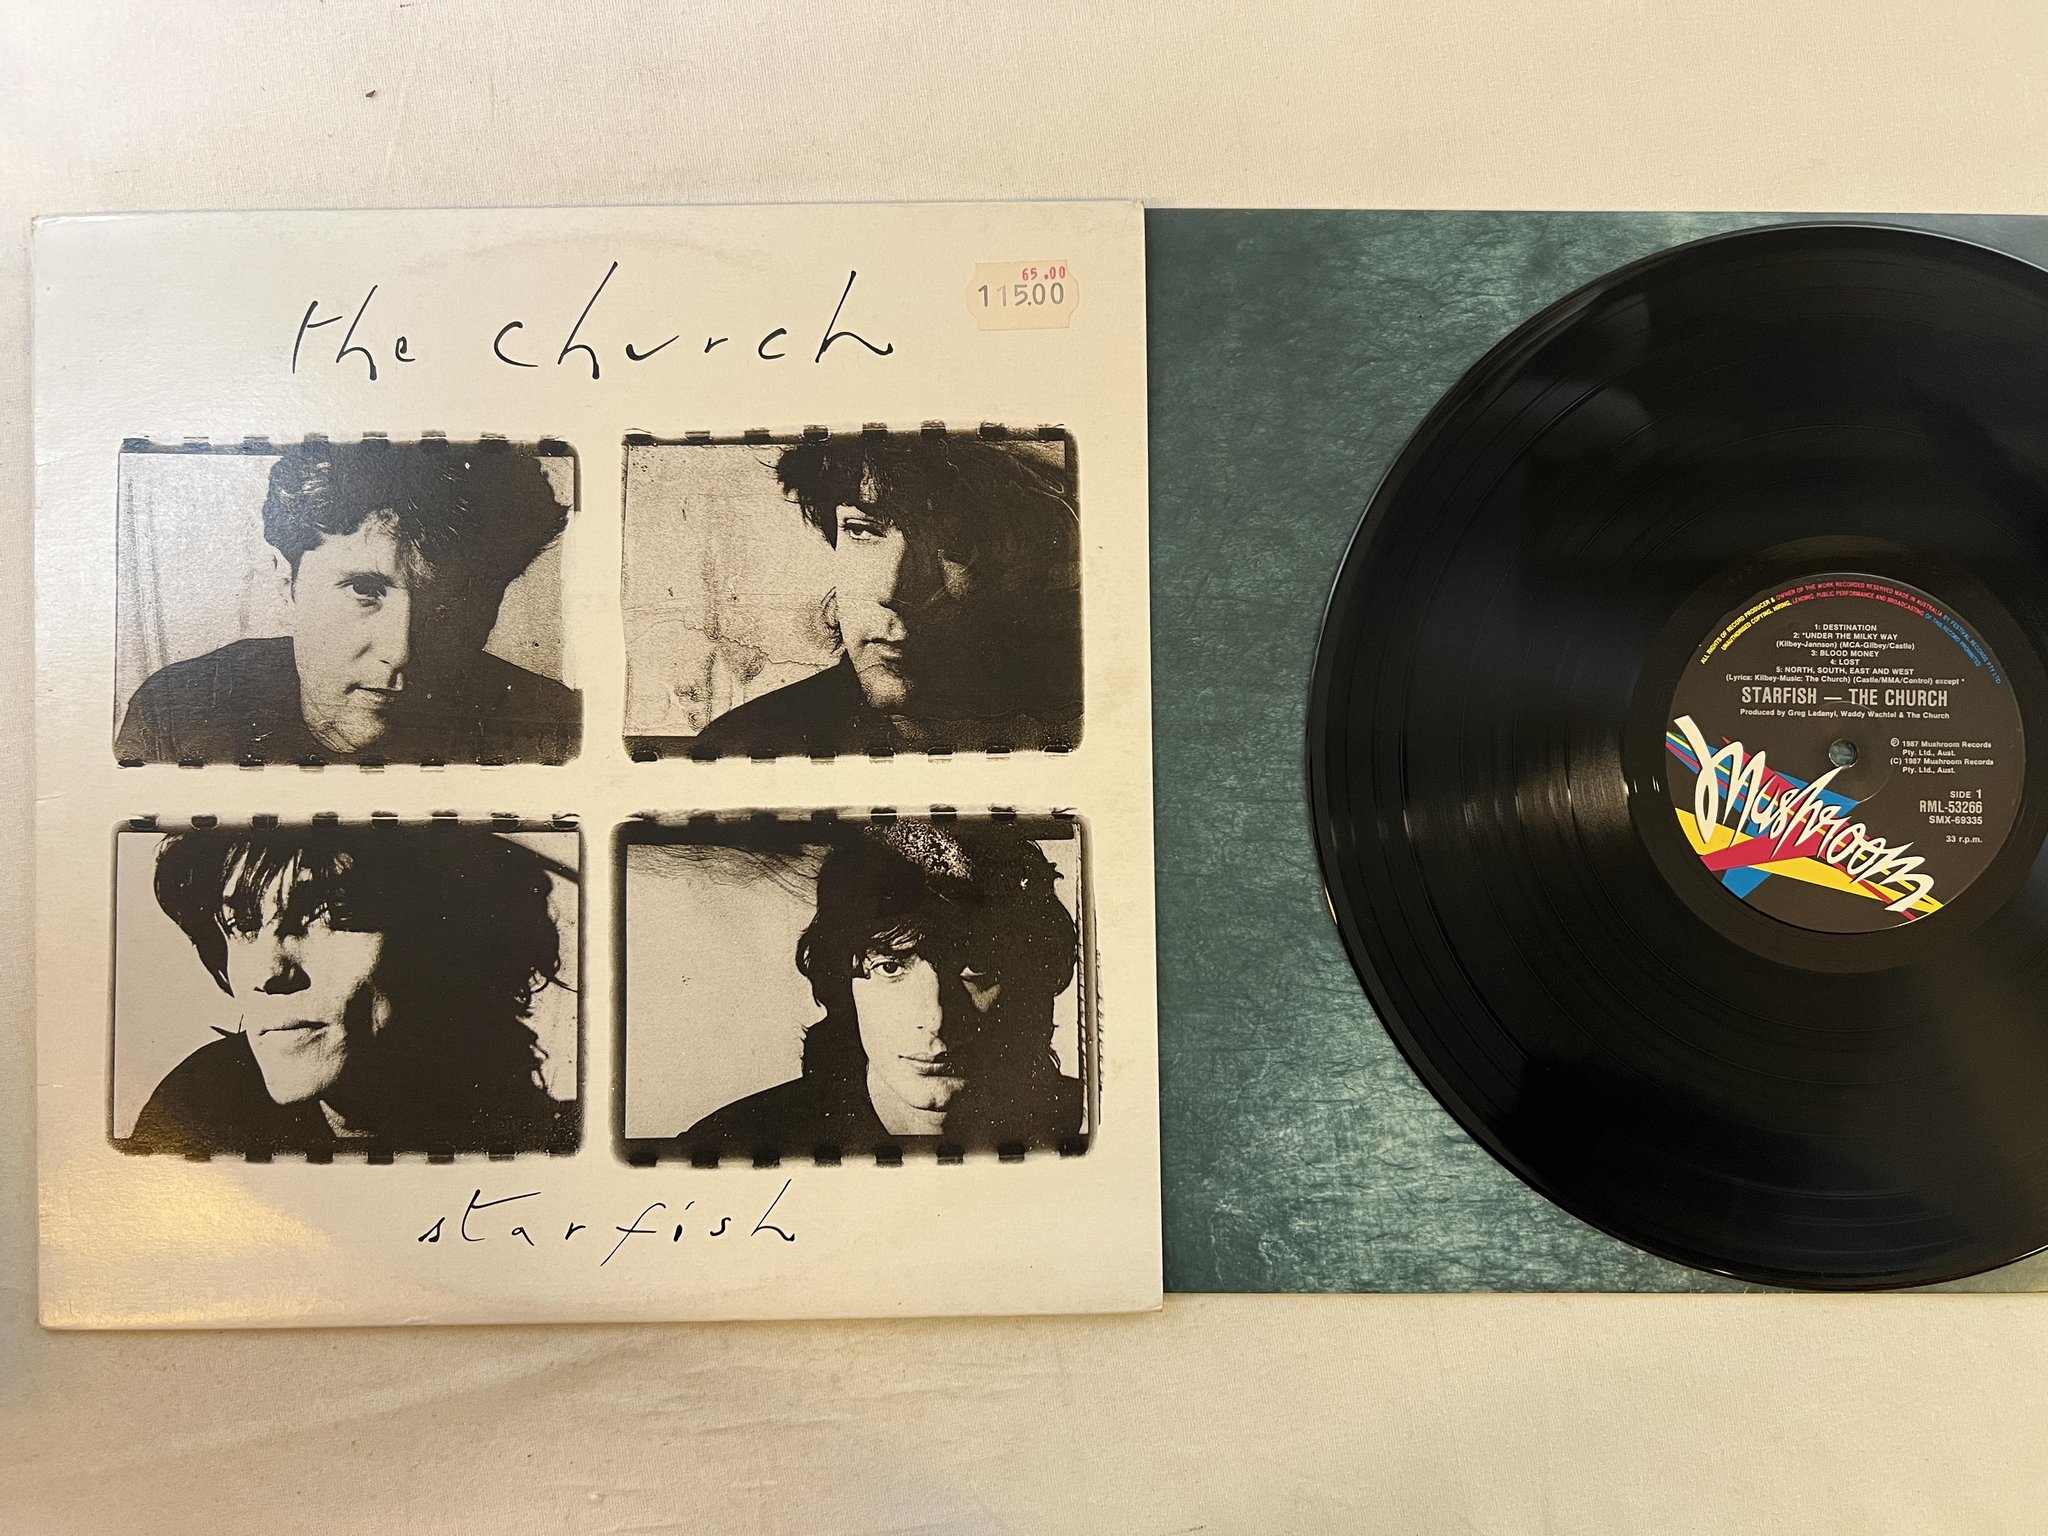 the church
65.00
115.00
starfish
ALL RIGHTS OF RECORD PRODUCER & OWNER OF THE WORK RECORDED RESERVED MADE IN AUSTRALIA BY FESTIVAL RECORDS PTY LTD
UNAUTHORISED COPYING, HIRING, LENDING, PUBLIC PERFORMANCE AND BROADCASTING OF THIS RECORD PROHIBITED
1: DESTINATION
2: *UNDER THE MILKY WAY
(Kilbey-Jannson) (MCA-Gilbey/Castle)
3: BLOOD MONEY
4: LOST
5: NORTH, SOUTH, EAST AND WEST
(Lyrics: Kilbey-Music: The Church) (Castle/MMA/Control) except *
STARFISH — THE CHURCH
Produced by Greg Ladanyi, Waddy Wachtel & The Church
Ⓟ 1987 Mushroom Records
Pty. Ltd., Aust.
(C) 1987 Mushroom Records
Pty. Ltd., Aust.
SIDE 1
RML-53266
SMX-69335
33 r.p.m.
Mushroom